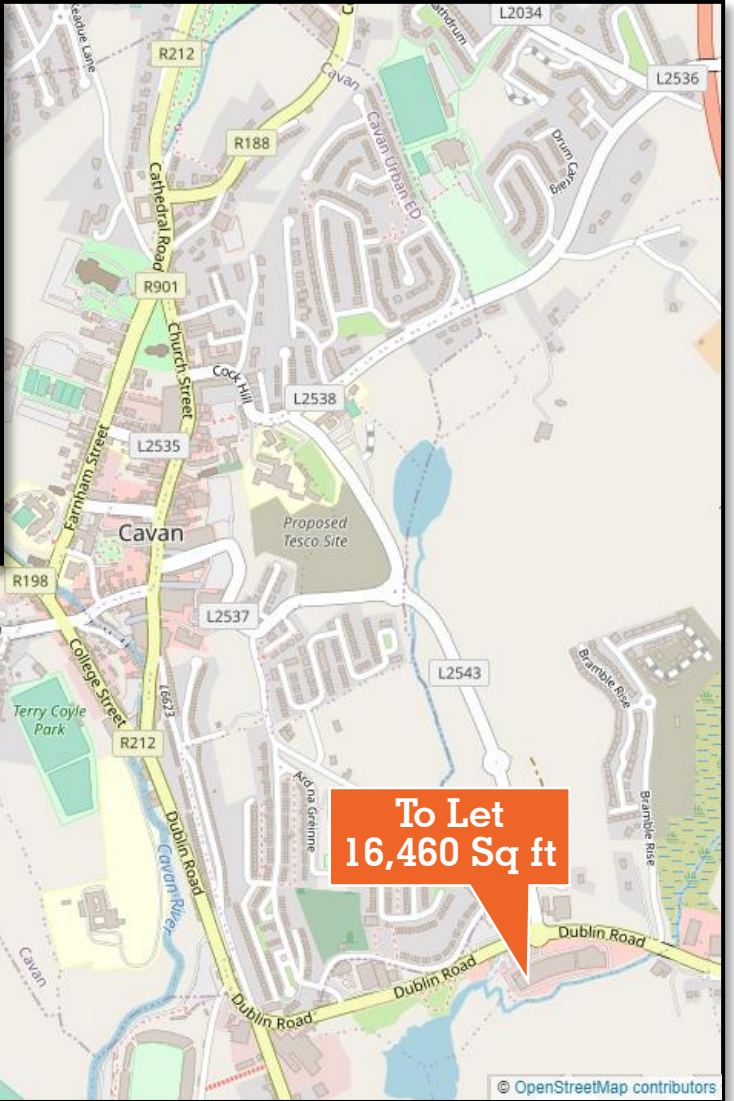 L2034
R212
L2536
Cavan
R188
Cavan Urban ED
Drum Carraig
Cathedral Road
R901
Church Street
Cock Hill
L2538
L2535
Farnham Street
Proposed
Tesco Site
Cavan
R198
L2537
College Street
L6623
L2543
Bramble Rise
Terry Coyle
Park
R212
Ard na Greinne
To Let
16,460 Sq ft
Bramble Rise
Dublin Road
Cavan River
Dublin Road
Cavan
Dublin Road
Dublin Road
© OpenStreetMap contributors